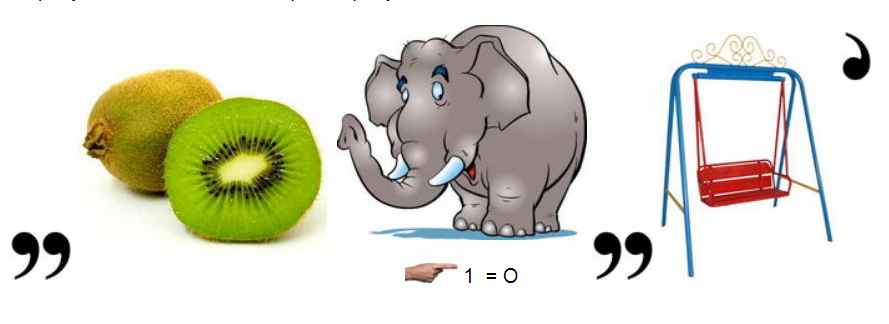 ,
,, ,,
1 = O